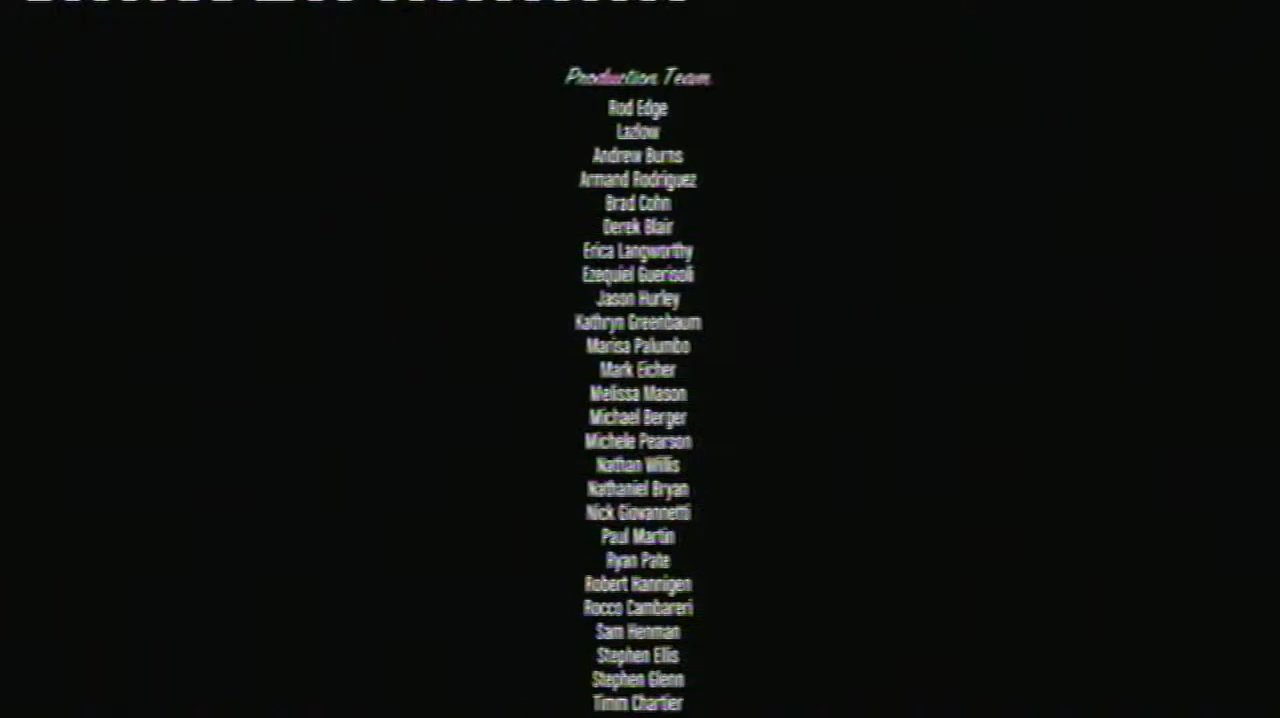 Production Team
Rod Edge
Lazlow
Andrew Burns
Armand Rodriguez
Brad Cohn
Derek Blair
Erica Langworthy
Ezequiel Guerisoli
Jason Hurley
Kathryn Greenbaum
Marisa Palumbo
Mark Eicher
Melissa Mason
Michael Berger
Michele Pearson
Nathan Willis
Nathaniel Bryan
Nick Giovannetti
Paul Martin
Ryan Pate
Robert Hannigen
Rocco Cambareri
Sam Henman
Stephen Ellis
Stephen Glenn
Timm Chartier